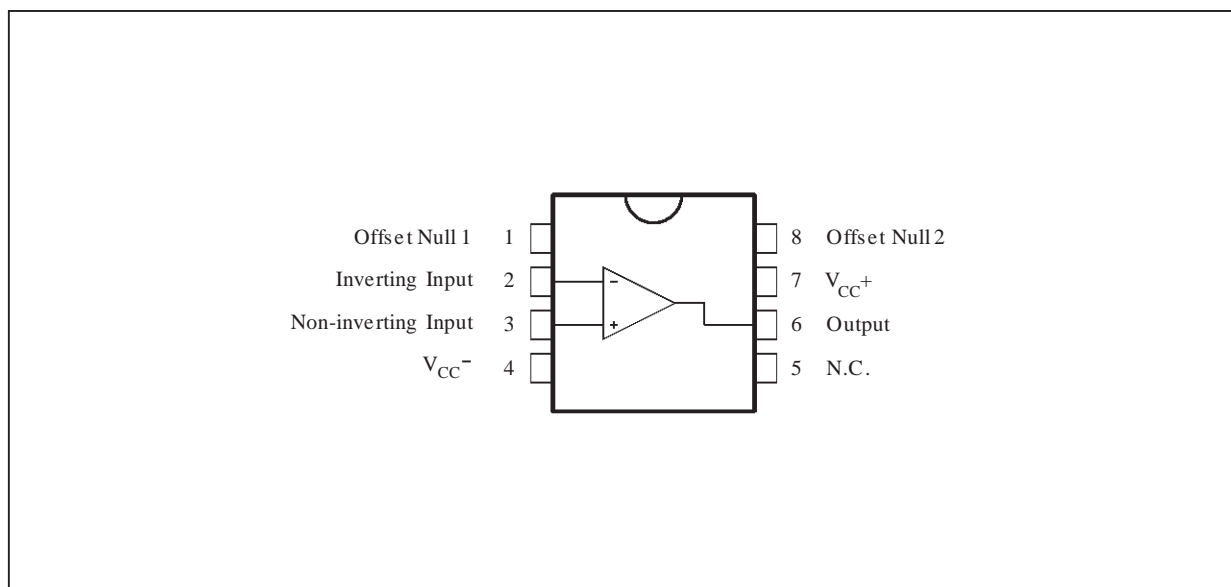 Offset Null 1 1 8 Offset Null 2
Inverting Input 2 - 7 VCC+
Non-inverting Input 3 + 6 Output
VCC- 4 5 N.C.